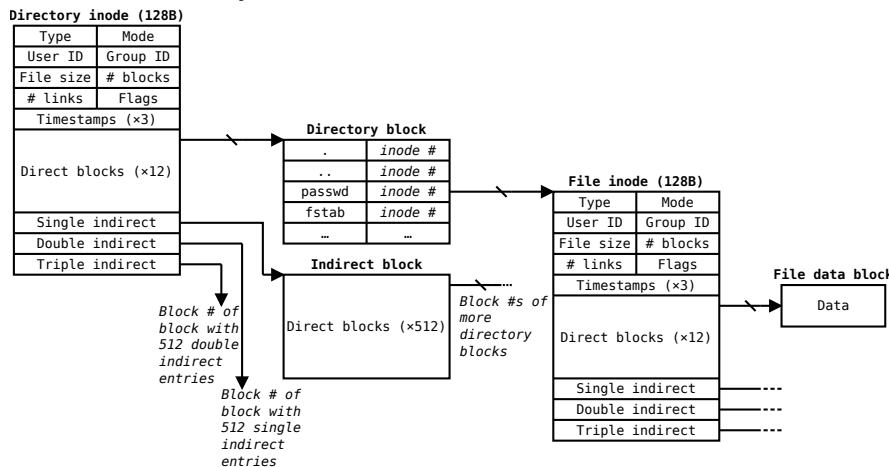 Directory inode (128B)
Type
Mode
User ID
Group ID
File size
# blocks
# links
Flags
Timestamps (×3)
Direct blocks (×12)
Single indirect
Double indirect
Triple indirect
Directory block
.
inode #
..
inode #
passwd
inode #
fstab
inode #
…
…
Indirect block
Direct blocks (×512)
Block # of
block with
512 double
indirect
entries
Block # of
block with
512 single
indirect
entries
Block #s of
more
directory
blocks
File inode (128B)
Type
Mode
User ID
Group ID
File size
# blocks
# links
Flags
Timestamps (×3)
Direct blocks (×12)
Single indirect
Double indirect
Triple indirect
File data block
Data